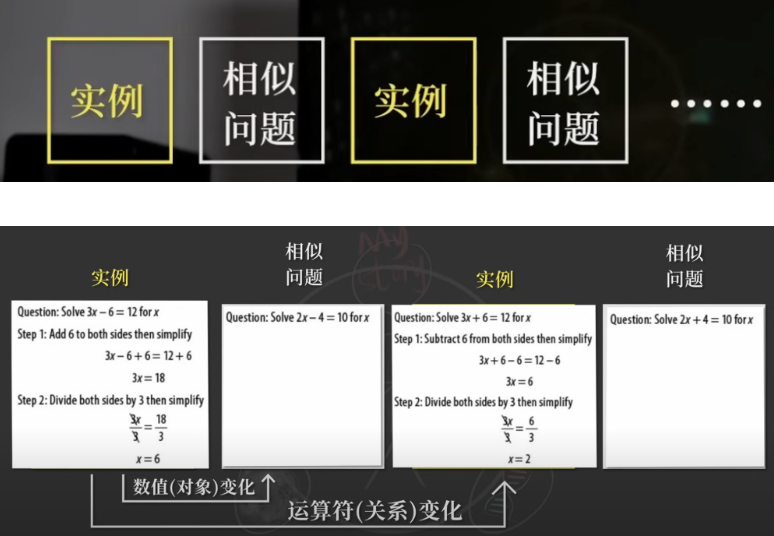 实例
相似
问题
实例
相似
问题
……
实例
Question: Solve 3x – 6 = 12 for x
Step 1: Add 6 to both sides then simplify
3x – 6 + 6 = 12 + 6
3x = 18
Step 2: Divide both sides by 3 then simplify
3x/3 = 18/3
x = 6
相似
问题
Question: Solve 2x – 4 = 10 for x
实例
Question: Solve 3x + 6 = 12 for x
Step 1: Subtract 6 from both sides then simplify
3x + 6 – 6 = 12 – 6
3x = 6
Step 2: Divide both sides by 3 then simplify
3x/3 = 6/3
x = 2
相似
问题
Question: Solve 2x + 4 = 10 for x
数值(对象)变化
运算符(关系)变化